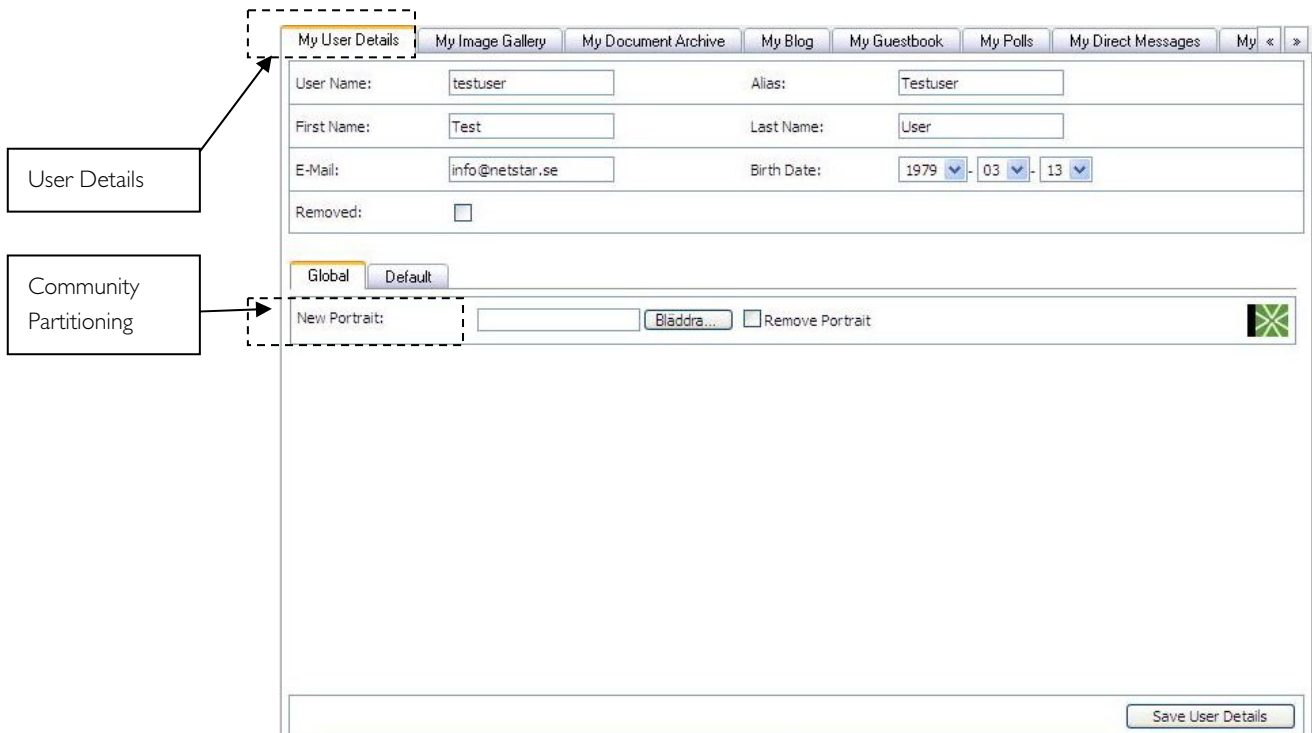 My User Details My Image Gallery My Document Archive My Blog My Guestbook My Polls My Direct Messages My « »
User Name: testuser Alias: Testuser
First Name: Test Last Name: User
User Details
E-Mail: info@netstar.se Birth Date: 1979 - 03 - 13
Removed:
Community
Partitioning
Global Default
New Portrait: Bläddra... Remove Portrait
Save User Details